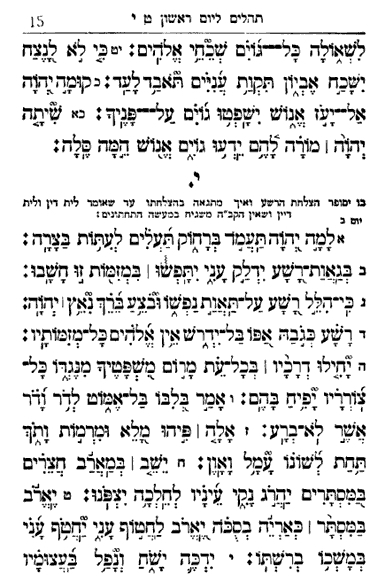 תהלים ליום ראשון ט י 15
לִשְׁאוֹלָה כׇּל־גּוֹיִם שְׁכֵחֵי אֱלֹהִים: יט כִּי לֹא לָנֶצַח
יִשָּׁכַח אֶבְיוֹן תִּקְוַת עֲנִיִּים תֹּאבַד לָעַד: כ קוּמָה יְהוָה
אַל־יָעֹז אֱנוֹשׁ יִשָּׁפְטוּ גוֹיִם עַל־פָּנֶיךָ: כא שִׁיתָה
יְהוָה | מוֹרָה לָהֶם יֵדְעוּ גוֹיִם אֱנוֹשׁ הֵמָּה סֶּלָה:
י.
בו יסופר הצלחת הרשע ואיך מתגאה בהצלחתו עד שאומר לית דין ולית
דיין ושאין הקב"ה משגיח במעשה התחתונים:
יום ב
א לָמָה יְהוָה תַּעֲמֹד בְּרָחוֹק תַּעְלִים לְעִתּוֹת בַּצָּרָה:
ב בְּגַאֲוַת־רָשָׁע יִדְלַק עָנִי יִתָּפְשׂוּ | בִּמְזִמּוֹת זוּ חָשָׁבוּ:
ג כִּי־הִלֵּל רָשָׁע עַל־תַּאֲוַת נַפְשׁוֹ וּבֹצֵעַ בֵּרֵךְ נִאֵץ | יְהוָה:
ד רָשָׁע כְּגֹבַהּ אַפּוֹ בַּל־יִדְרֹשׁ אֵין אֱלֹהִים כׇּל־מְזִמּוֹתָיו:
ה יָחִילוּ דְרָכָיו | בְּכׇל־עֵת מָרוֹם מִשְׁפָּטֶיךָ מִנֶּגְדּוֹ כׇּל־
צוֹרְרָיו יָפִיחַ בָּהֶם: ו אָמַר בְּלִבּוֹ בַּל־אֶמּוֹט לְדֹר וָדֹר
אֲשֶׁר לֹא־בְרָע: ז אָלָה | פִּיהוּ מָלֵא וּמִרְמוֹת וָתֹךְ
תַּחַת לְשׁוֹנוֹ עָמָל וָאָוֶן: ח יֵשֵׁב | בְּמַאְרַב חֲצֵרִים
בַּמִּסְתָּרִים יַהֲרֹג נָקִי עֵינָיו לְחֵלְכָה יִצְפֹּנוּ: ט יֶאֱרֹב
בַּמִּסְתָּר | כְּאַרְיֵה בְסֻכֹּה יֶאֱרֹב לַחֲטוֹף עָנִי יַחְטֹף עָנִי
בְּמׇשְׁכוֹ בְרִשְׁתּוֹ: י יִדְכֶּה יָשֹׁחַ וְנָפַל בַּעֲצוּמָיו